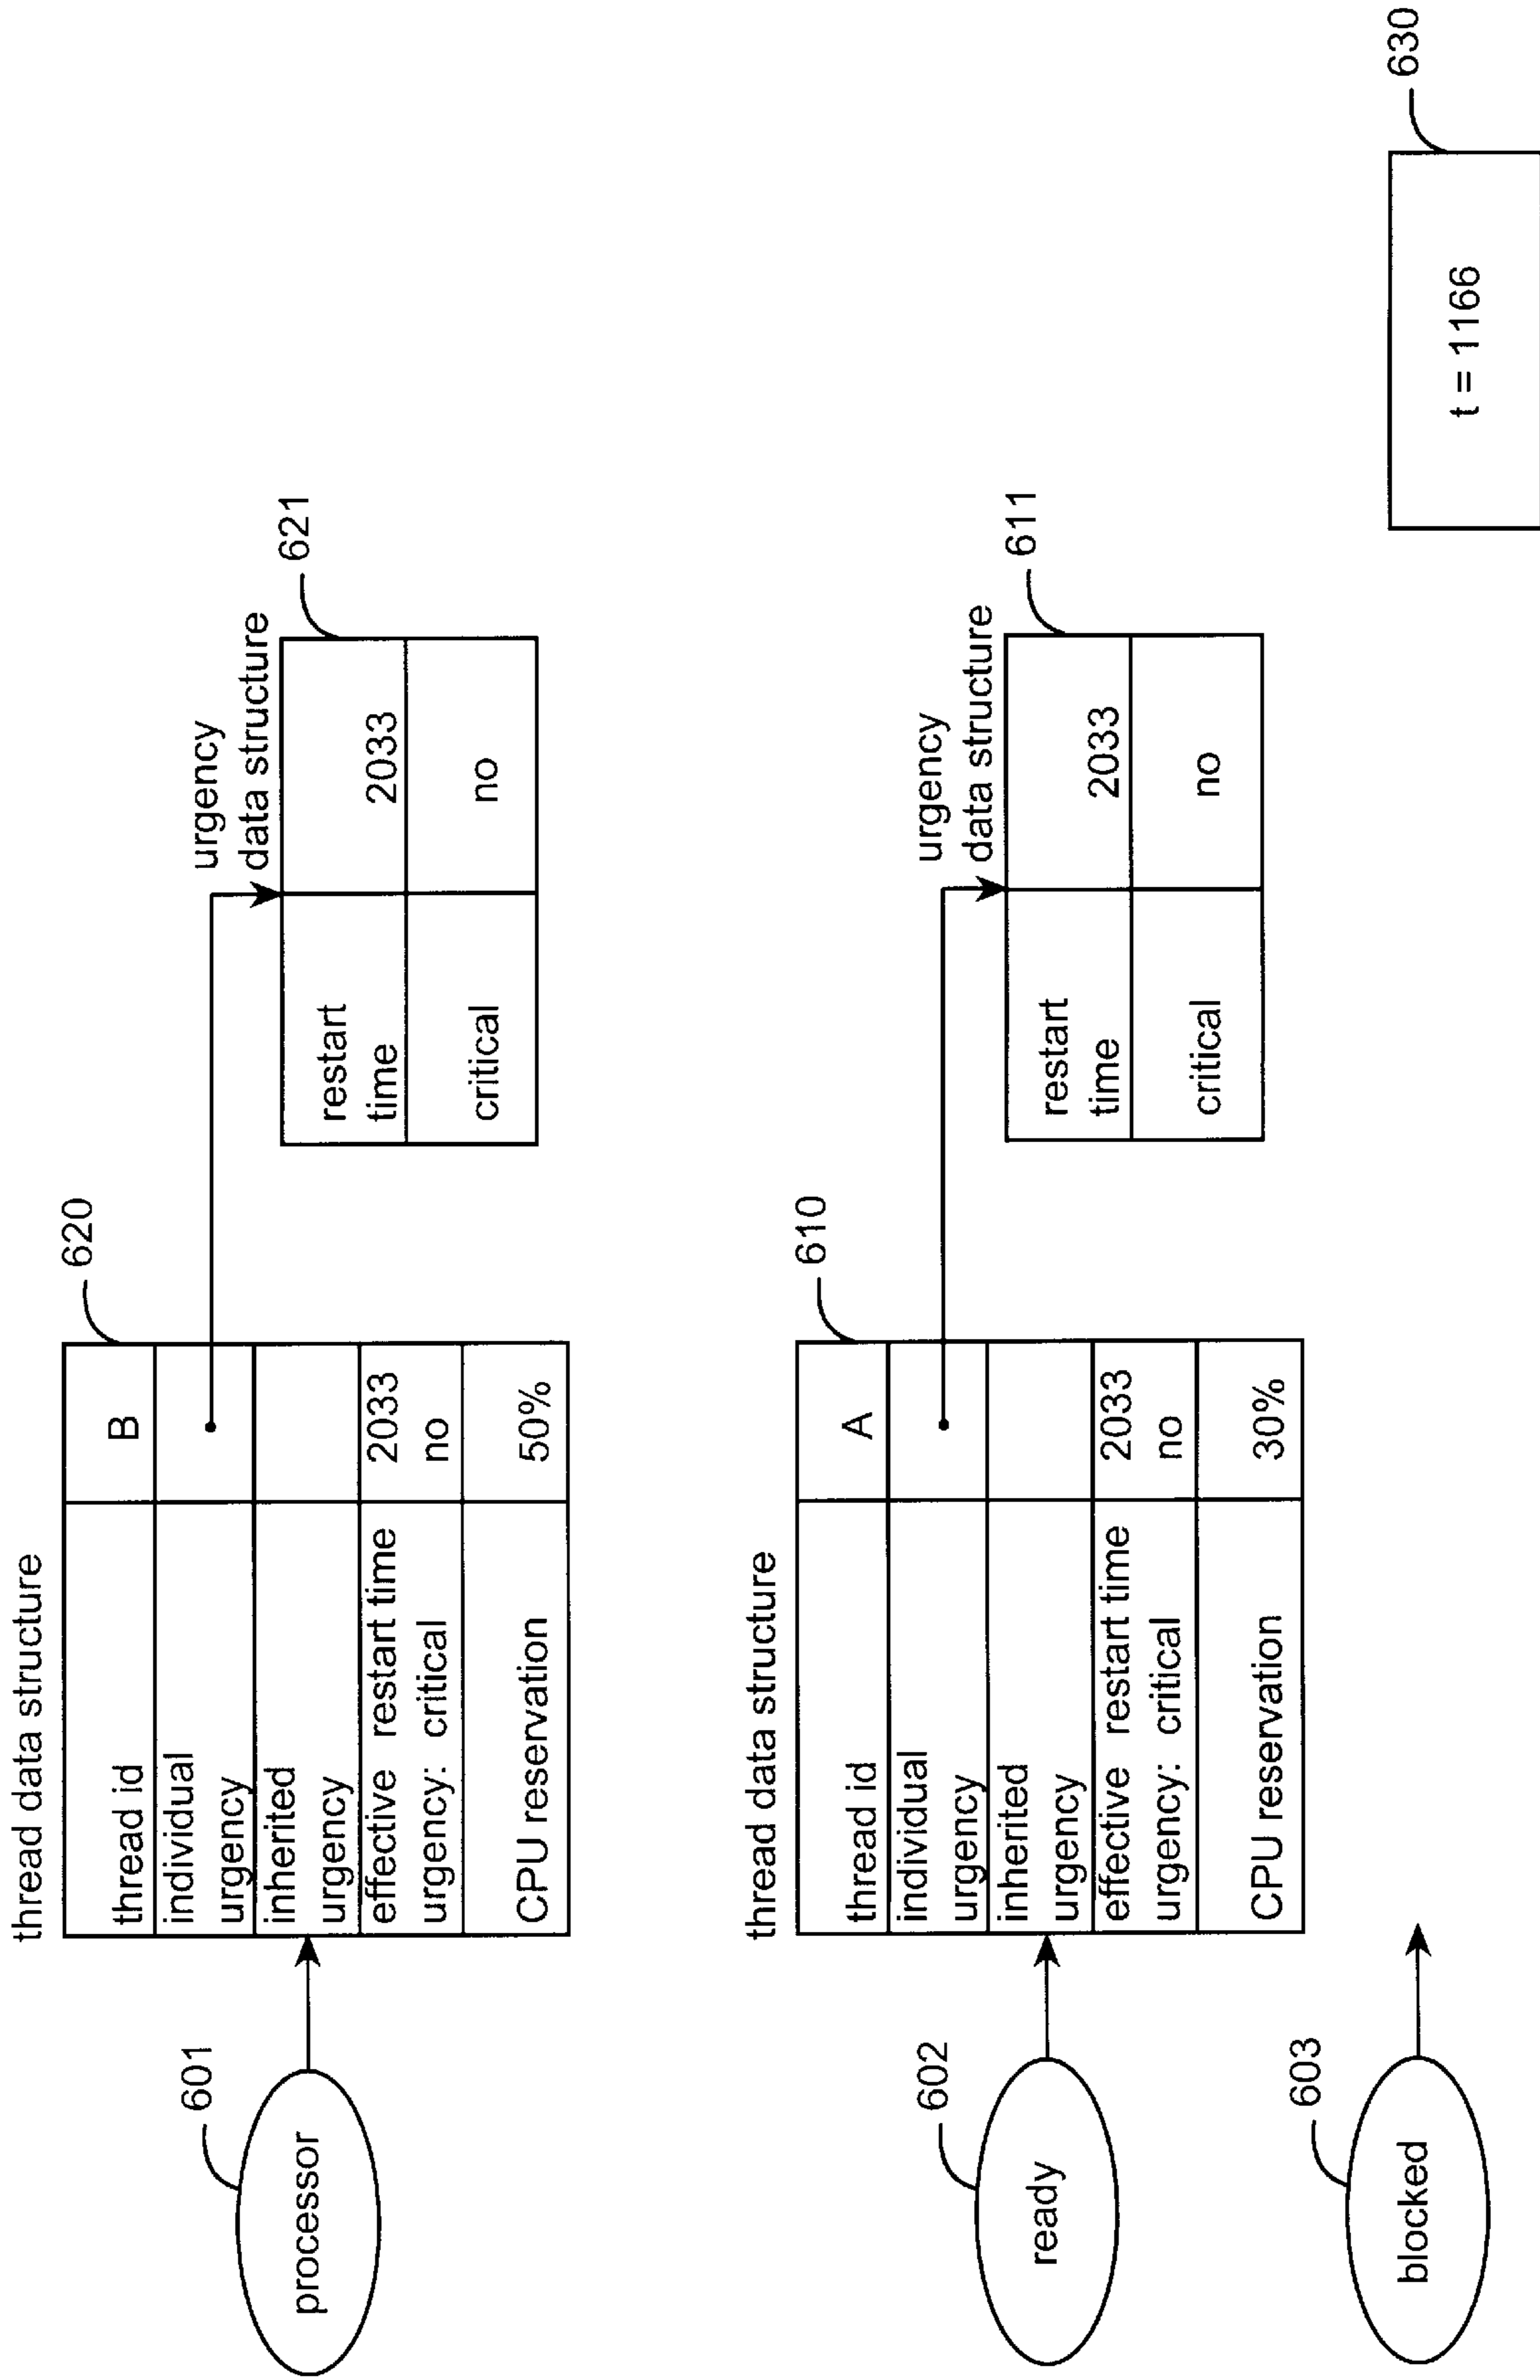 thread data structure
620
thread id B
individual
urgency
inherited
urgency
effective restart time 2033
urgency: critical no
CPU reservation 50%
601
processor
urgency
data structure
621
restart
time 2033
critical no
thread data structure
610
thread id A
individual
urgency
inherited
urgency
effective restart time 2033
urgency: critical no
CPU reservation 30%
602
ready
urgency
data structure
611
restart
time 2033
critical no
603
blocked
630
t = 1166